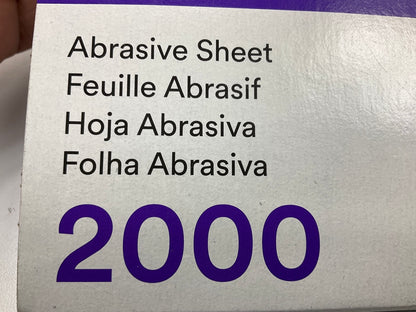 Abrasive Sheet
Feuille Abrasif
Hoja Abrasiva
Folha Abrasiva
2000